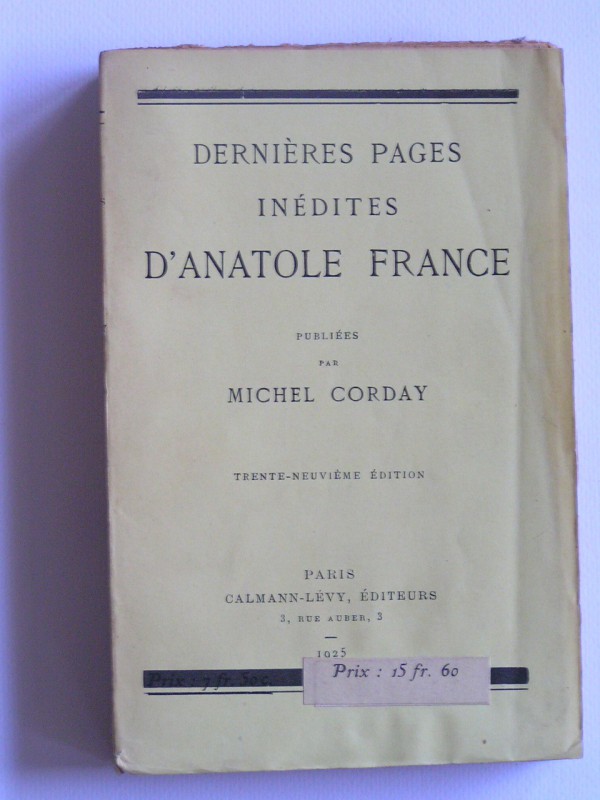 DERNIÈRES PAGES
INÉDITES
D'ANATOLE FRANCE
PUBLIÉES
PAR
MICHEL CORDAY
TRENTE-NEUVIÈME ÉDITION
PARIS
CALMANN-LÉVY, ÉDITEURS
3, RUE AUBER, 3
1925
Prix : 7 fr. 50 c.
Prix : 15 fr. 60